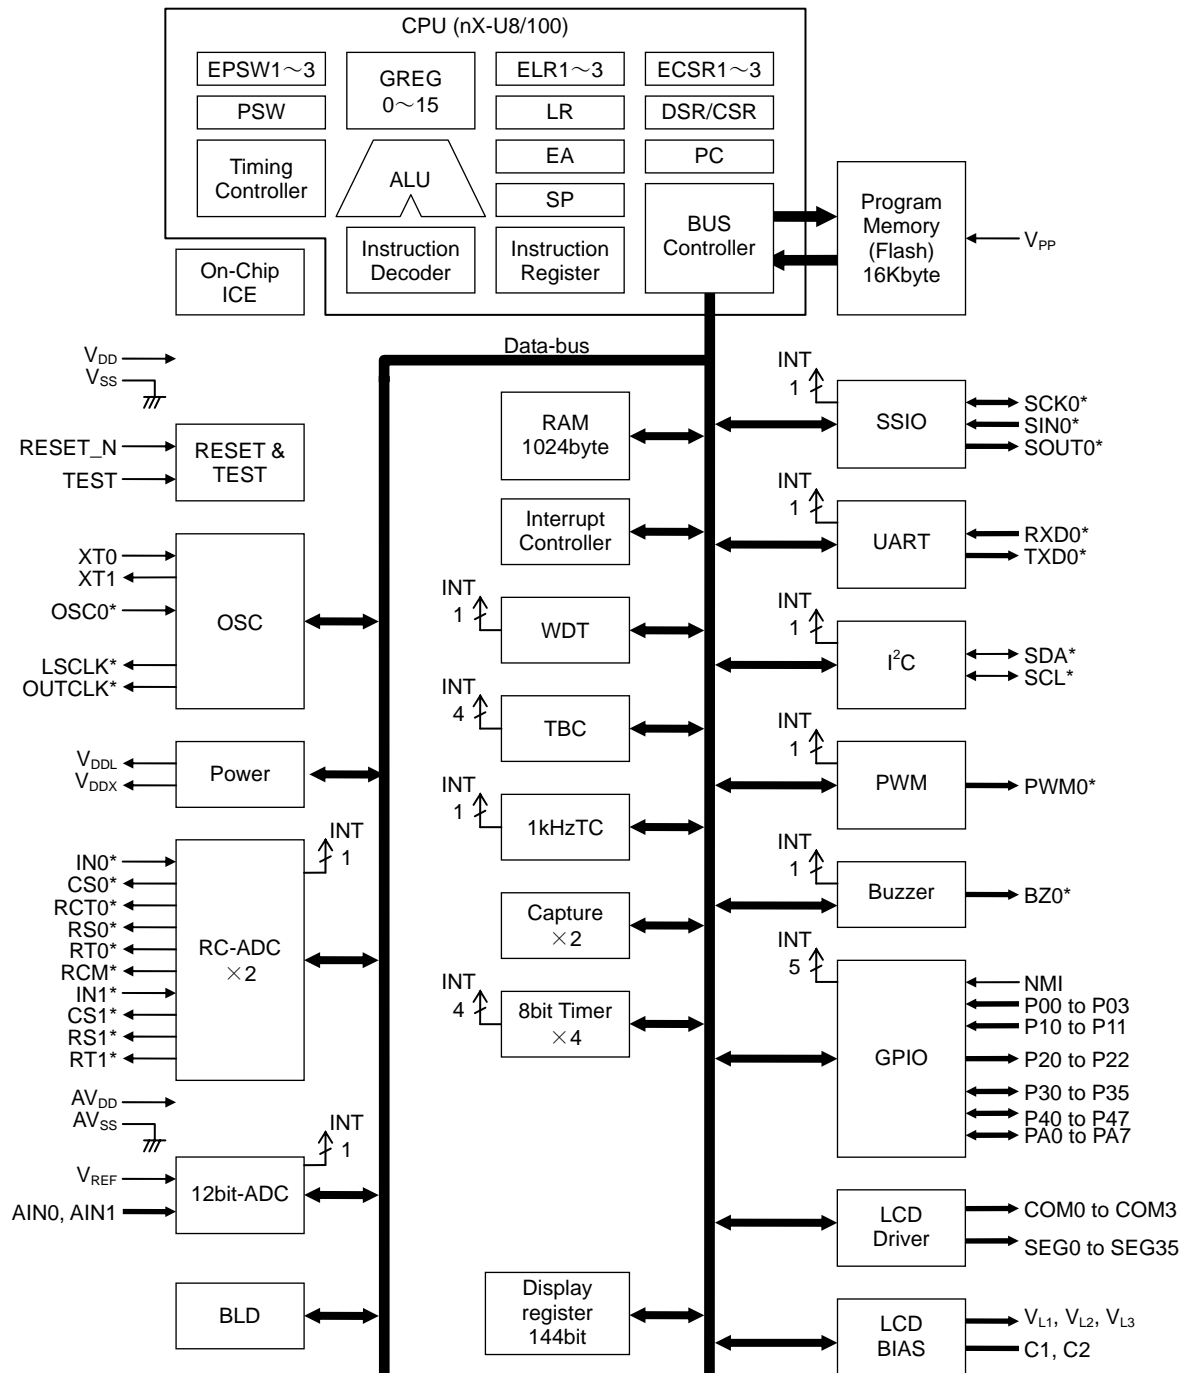 CPU (nX-U8/100)
EPSW1～3
GREG
0～15
ELR1～3
ECSR1～3
PSW
LR
DSR/CSR
Timing
Controller
ALU
EA
PC
SP
BUS
Controller
Program
Memory
(Flash)
16Kbyte
VPP
Instruction
Decoder
Instruction
Register
On-Chip
ICE
Data-bus
VDD
VSS
RESET_N
TEST
RESET &
TEST
XT0
XT1
OSC0*
LSCLK*
OUTCLK*
OSC
VDDL
VDDX
Power
IN0*
CS0*
RCT0*
RS0*
RT0*
RCM*
IN1*
CS1*
RS1*
RT1*
RC-ADC
×2
INT
1
AVDD
AVSS
VREF
AIN0, AIN1
12bit-ADC
INT
1
BLD
RAM
1024byte
Interrupt
Controller
INT
1
WDT
INT
4
TBC
INT
1
1kHzTC
Capture
×2
INT
4
8bit Timer
×4
Display
register
144bit
INT
1
SSIO
SCK0*
SIN0*
SOUT0*
INT
1
UART
RXD0*
TXD0*
INT
1
I²C
SDA*
SCL*
INT
1
PWM
PWM0*
INT
1
Buzzer
BZ0*
INT
5
GPIO
NMI
P00 to P03
P10 to P11
P20 to P22
P30 to P35
P40 to P47
PA0 to PA7
LCD
Driver
COM0 to COM3
SEG0 to SEG35
LCD
BIAS
VL1, VL2, VL3
C1, C2